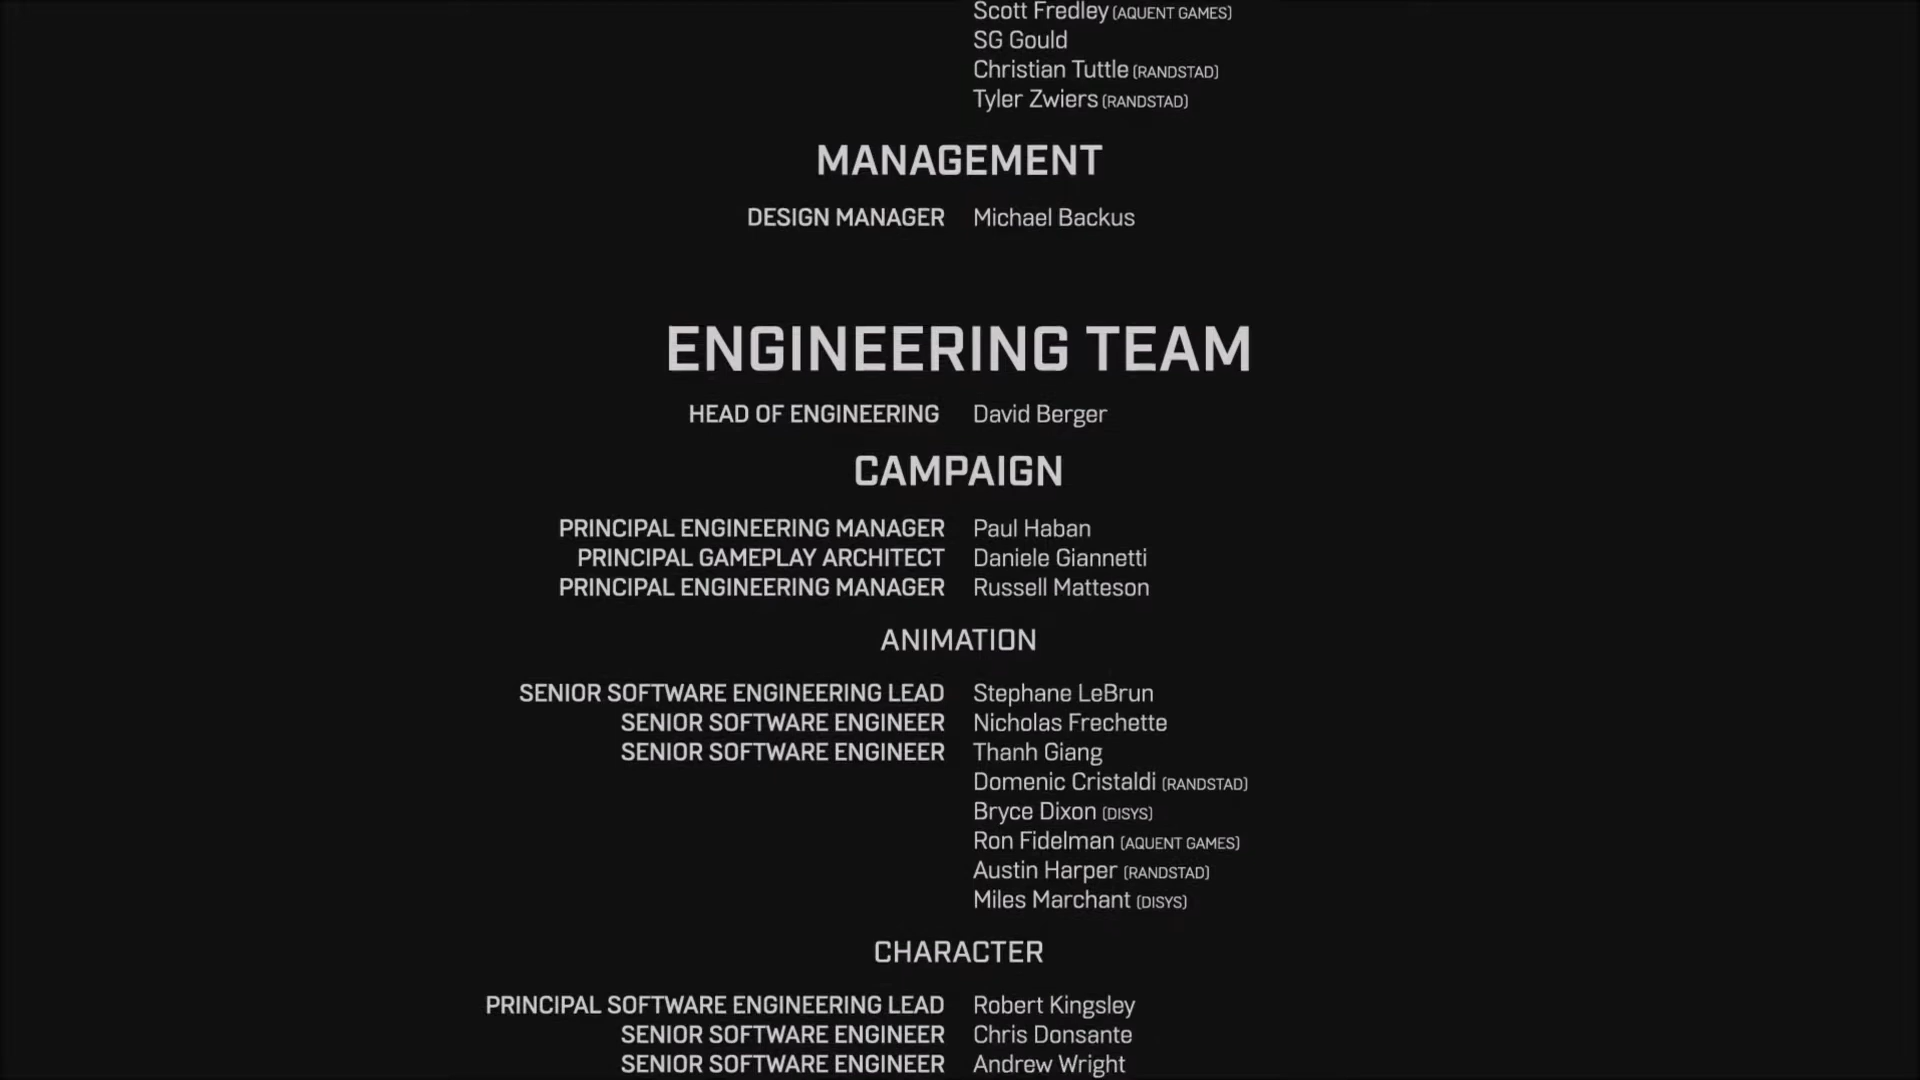 Scott Fredley (AQUENT GAMES)
SG Gould
Christian Tuttle (RANDSTAD)
Tyler Zwiers (RANDSTAD)
MANAGEMENT
DESIGN MANAGER Michael Backus
ENGINEERING TEAM
HEAD OF ENGINEERING David Berger
CAMPAIGN
PRINCIPAL ENGINEERING MANAGER Paul Haban
PRINCIPAL GAMEPLAY ARCHITECT Daniele Giannetti
PRINCIPAL ENGINEERING MANAGER Russell Matteson
ANIMATION
SENIOR SOFTWARE ENGINEERING LEAD Stephane LeBrun
SENIOR SOFTWARE ENGINEER Nicholas Frechette
SENIOR SOFTWARE ENGINEER Thanh Giang
Domenic Cristaldi (RANDSTAD)
Bryce Dixon (DISYS)
Ron Fidelman (AQUENT GAMES)
Austin Harper (RANDSTAD)
Miles Marchant (DISYS)
CHARACTER
PRINCIPAL SOFTWARE ENGINEERING LEAD Robert Kingsley
SENIOR SOFTWARE ENGINEER Chris Donsante
SENIOR SOFTWARE ENGINEER Andrew Wright